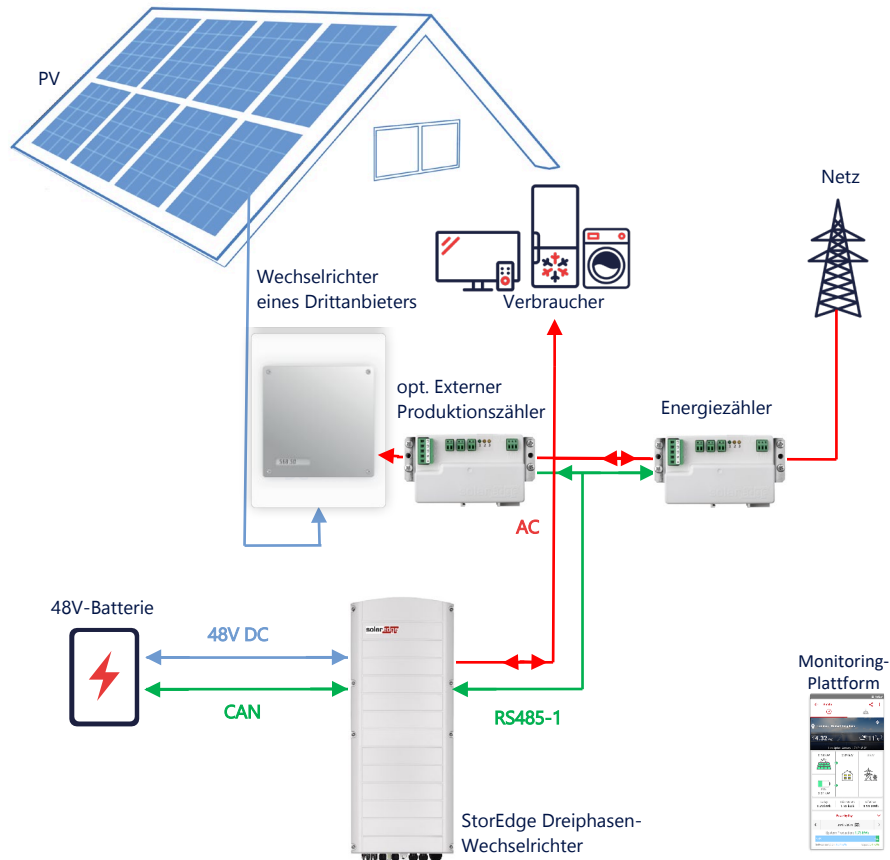 PV
Netz
Wechselrichter
eines Drittanbieters
Verbraucher
opt. Externer
Produktionszähler
Energiezähler
AC
48V-Batterie
48V DC
solaredge
CAN
RS485-1
Monitoring-
Plattform
StorEdge Dreiphasen-
Wechselrichter